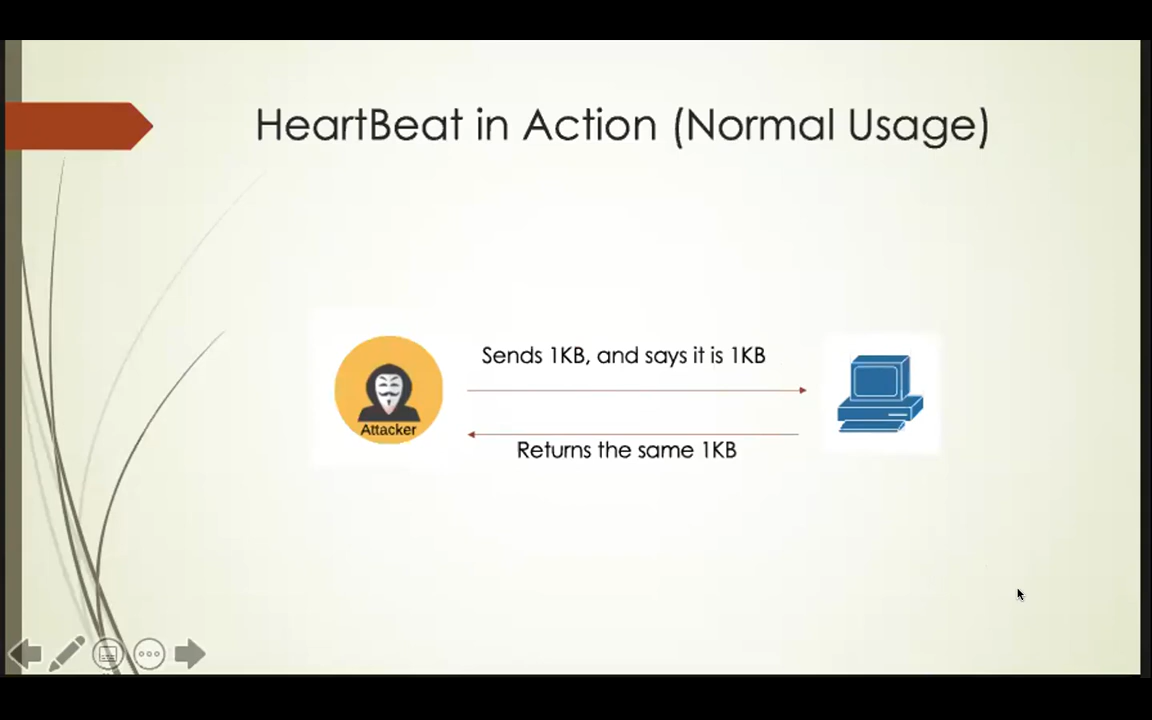 HeartBeat in Action (Normal Usage)
Sends 1KB, and says it is 1KB
Attacker
Returns the same 1KB